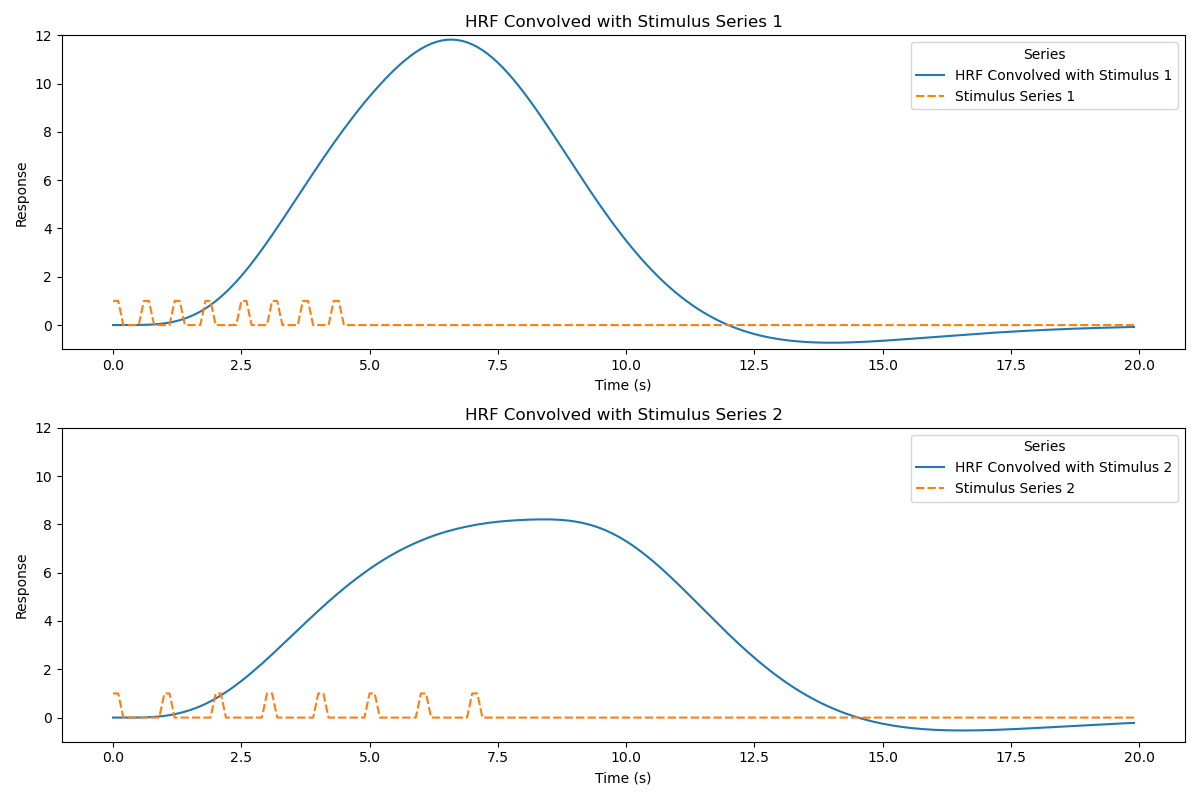 HRF Convolved with Stimulus Series 1
12
10
8
6
4
2
0
Response
Series
HRF Convolved with Stimulus 1
Stimulus Series 1
0.0 2.5 5.0 7.5 10.0 12.5 15.0 17.5 20.0
Time (s)
HRF Convolved with Stimulus Series 2
12
10
8
6
4
2
0
Response
Series
HRF Convolved with Stimulus 2
Stimulus Series 2
0.0 2.5 5.0 7.5 10.0 12.5 15.0 17.5 20.0
Time (s)